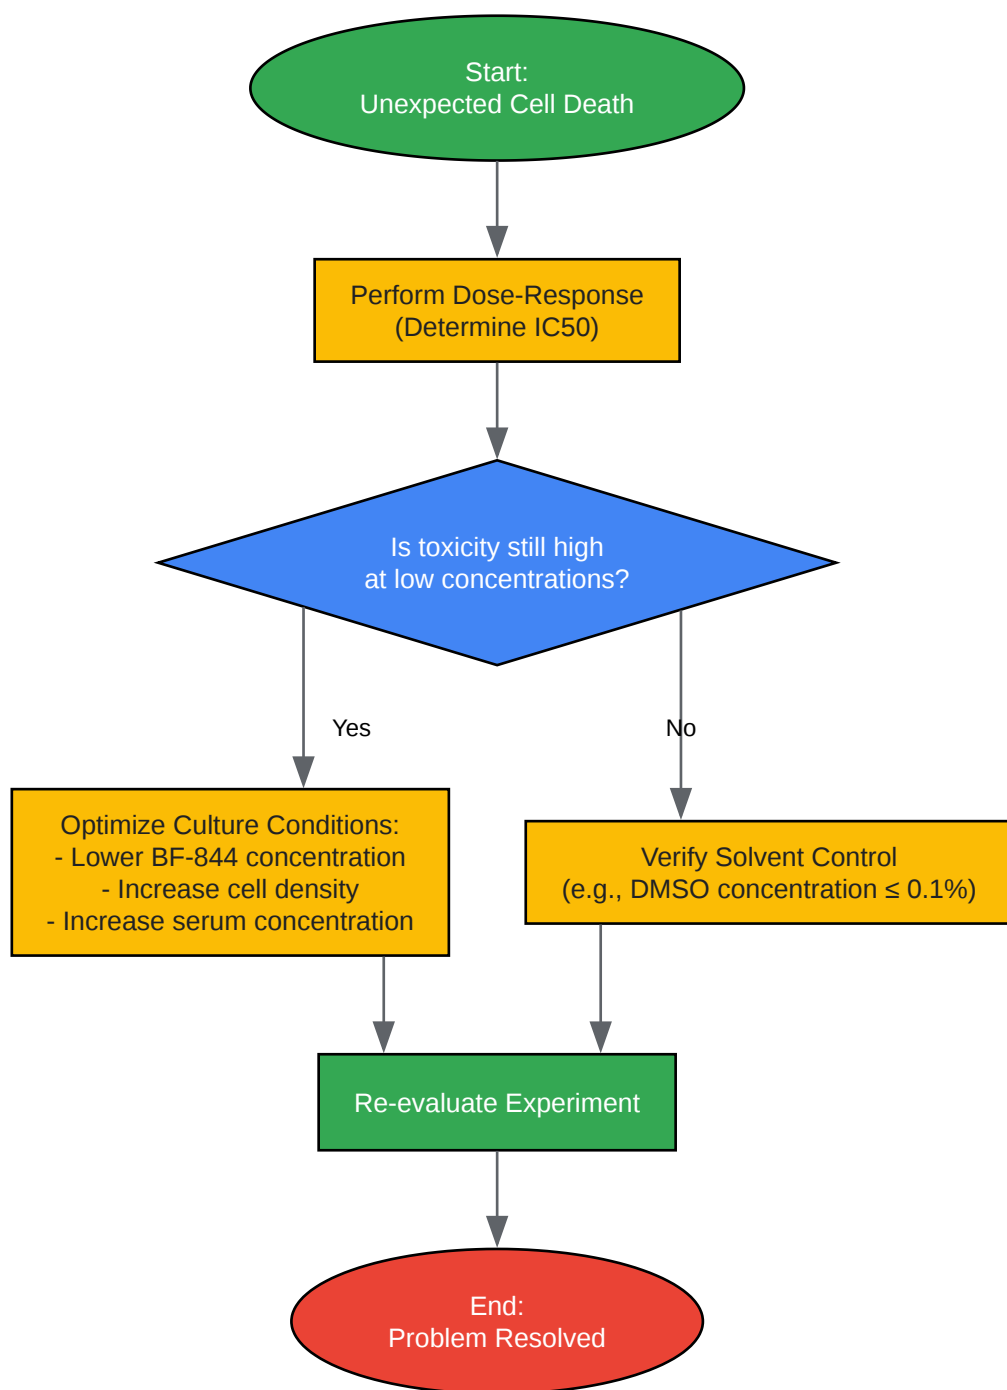 Start:
Unexpected Cell Death
Perform Dose-Response
(Determine IC50)
Is toxicity still high
at low concentrations?
Yes
No
Optimize Culture Conditions:
- Lower BF-844 concentration
- Increase cell density
- Increase serum concentration
Verify Solvent Control
(e.g., DMSO concentration ≤ 0.1%)
Re-evaluate Experiment
End:
Problem Resolved